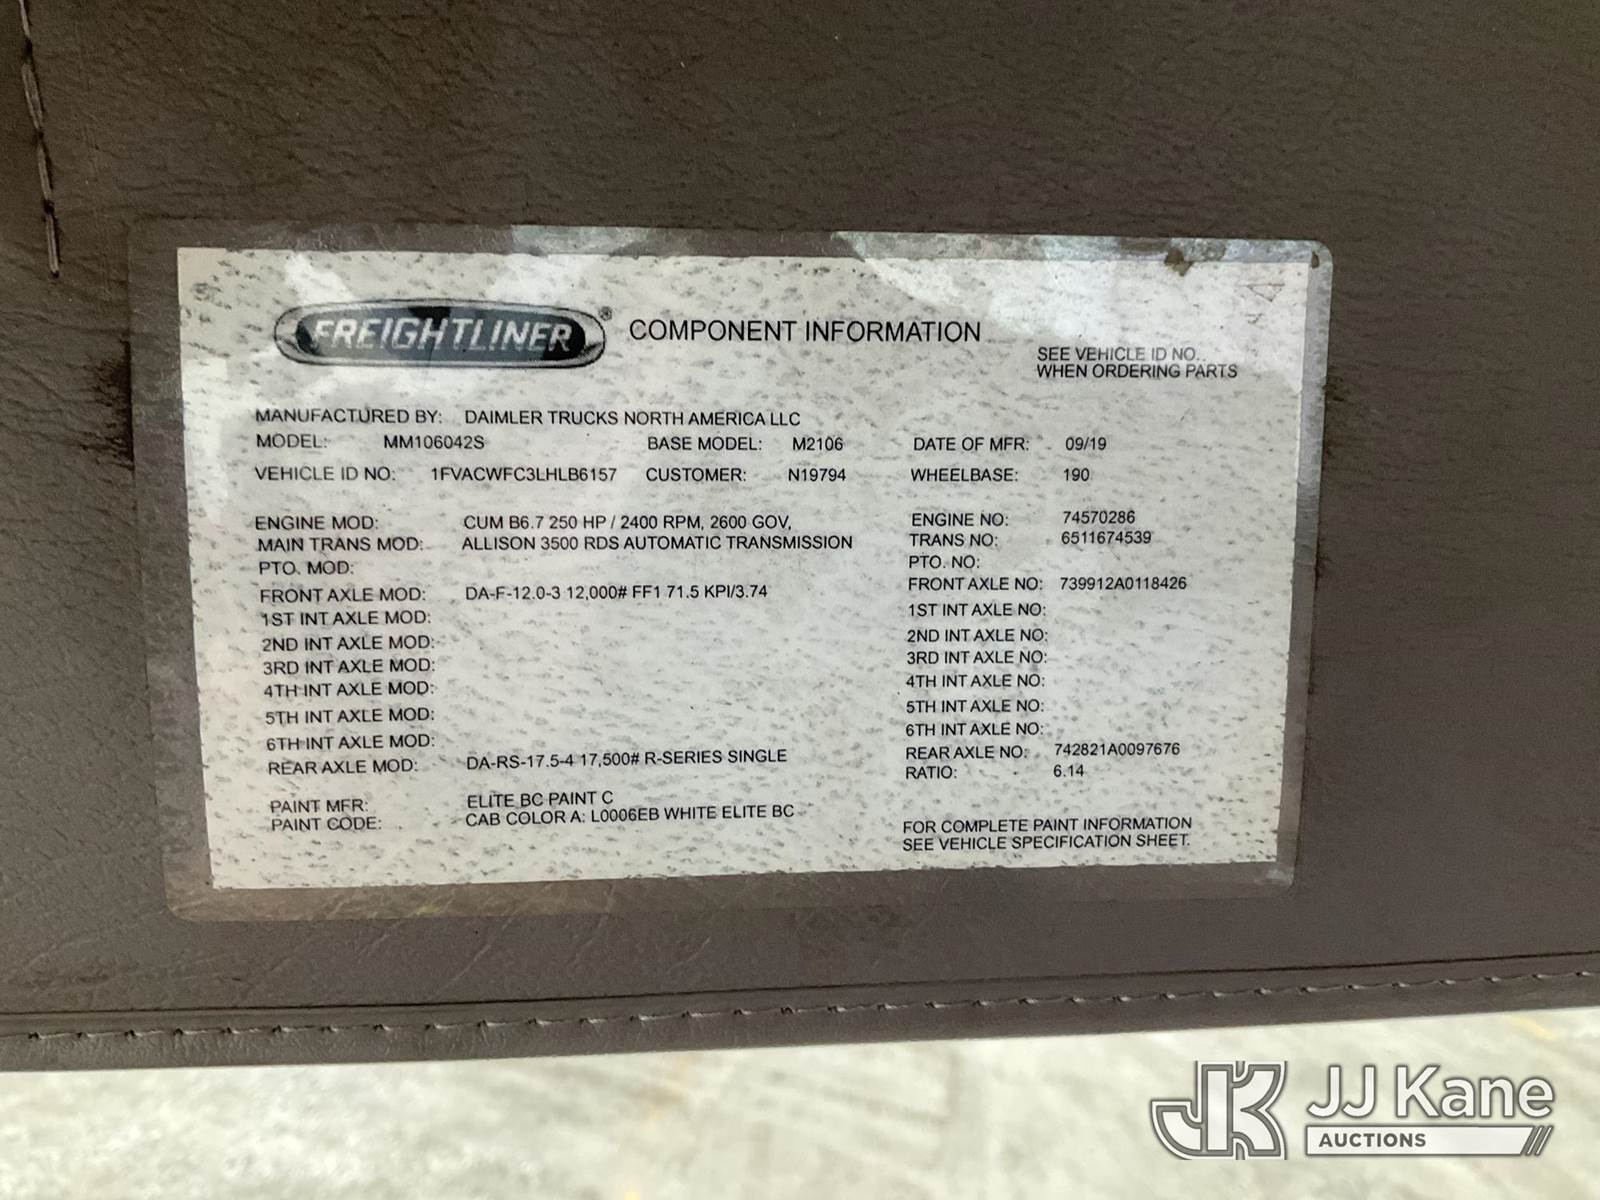 FREIGHTLINER ® COMPONENT INFORMATION
SEE VEHICLE ID NO.
WHEN ORDERING PARTS
MANUFACTURED BY: DAIMLER TRUCKS NORTH AMERICA LLC
MODEL: MM106042S BASE MODEL: M2106 DATE OF MFR: 09/19
VEHICLE ID NO: 1FVACWFC3LHLB6157 CUSTOMER: N19794 WHEELBASE: 190
ENGINE MOD: CUM B6.7 250 HP / 2400 RPM, 2600 GOV, ENGINE NO: 74570286
MAIN TRANS MOD: ALLISON 3500 RDS AUTOMATIC TRANSMISSION TRANS NO: 6511674539
PTO. MOD: PTO. NO:
FRONT AXLE MOD: DA-F-12.0-3 12,000# FF1 71.5 KPI/3.74 FRONT AXLE NO: 739912A0118426
1ST INT AXLE MOD: 1ST INT AXLE NO:
2ND INT AXLE MOD: 2ND INT AXLE NO:
3RD INT AXLE MOD: 3RD INT AXLE NO:
4TH INT AXLE MOD: 4TH INT AXLE NO:
5TH INT AXLE MOD: 5TH INT AXLE NO:
6TH INT AXLE MOD: 6TH INT AXLE NO:
REAR AXLE MOD: DA-RS-17.5-4 17,500# R-SERIES SINGLE REAR AXLE NO: 742821A0097676
RATIO: 6.14
PAINT MFR: ELITE BC PAINT C
PAINT CODE: CAB COLOR A: L0006EB WHITE ELITE BC
FOR COMPLETE PAINT INFORMATION
SEE VEHICLE SPECIFICATION SHEET.
JK JJ Kane
AUCTIONS